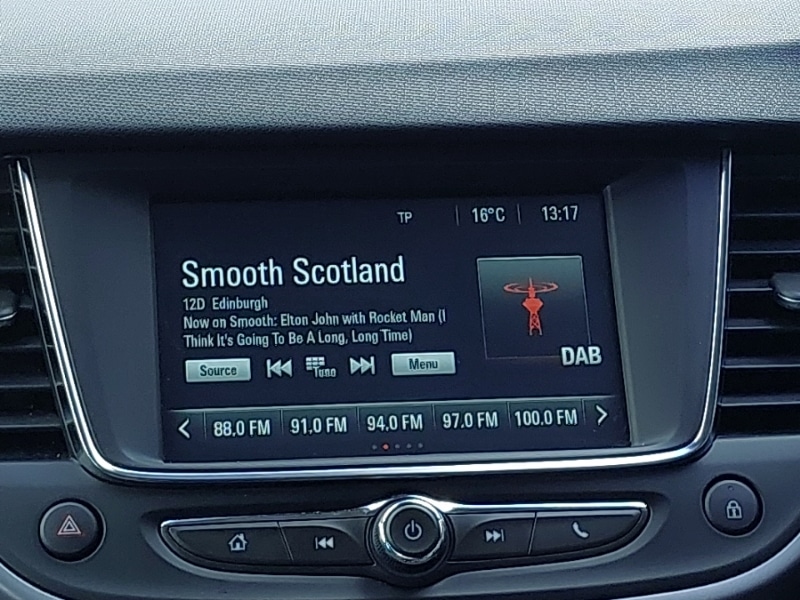 TP 16°C 13:17
Smooth Scotland
12D Edinburgh
Now on Smooth: Elton John with Rocket Man (I
Think It's Going To Be A Long, Long Time)
DAB
Source Tune Menu
88.0 FM 91.0 FM 94.0 FM 97.0 FM 100.0 FM